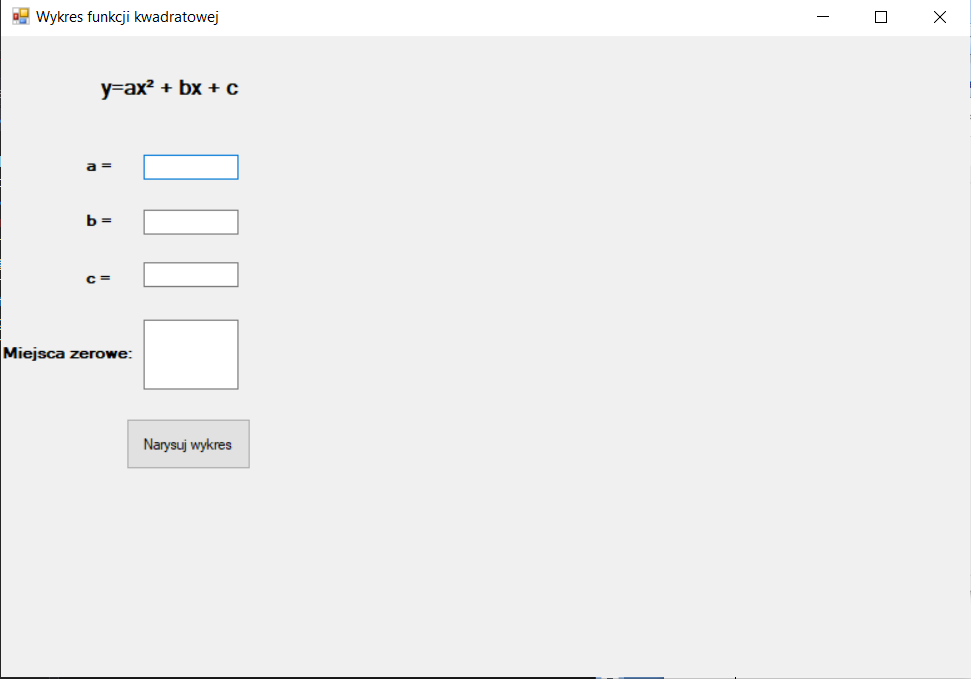 Wykres funkcji kwadratowej
y=ax² + bx + c
a =
b =
c =
Miejsca zerowe:
Narysuj wykres